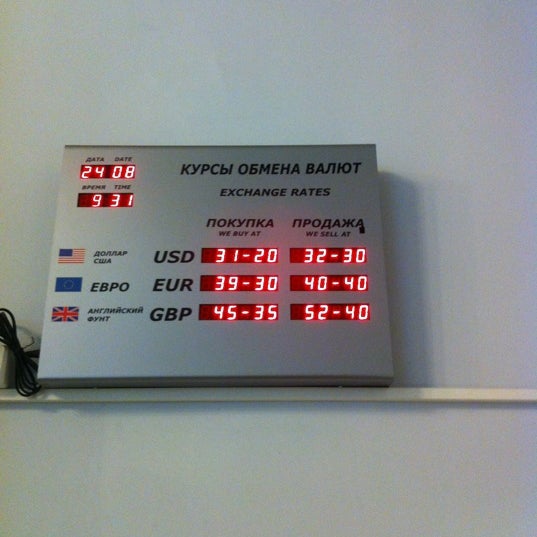 ДАТА DATE
24 08
КУРСЫ ОБМЕНА ВАЛЮТ
ВРЕМЯ TIME
9 31
EXCHANGE RATES
ПОКУПКА ПРОДАЖА
WE BUY AT WE SELL AT
ДОЛЛАР США USD 31-20 32-30
ЕВРО EUR 39-30 40-40
АНГЛИЙСКИЙ ФУНТ GBP 45-35 52-40